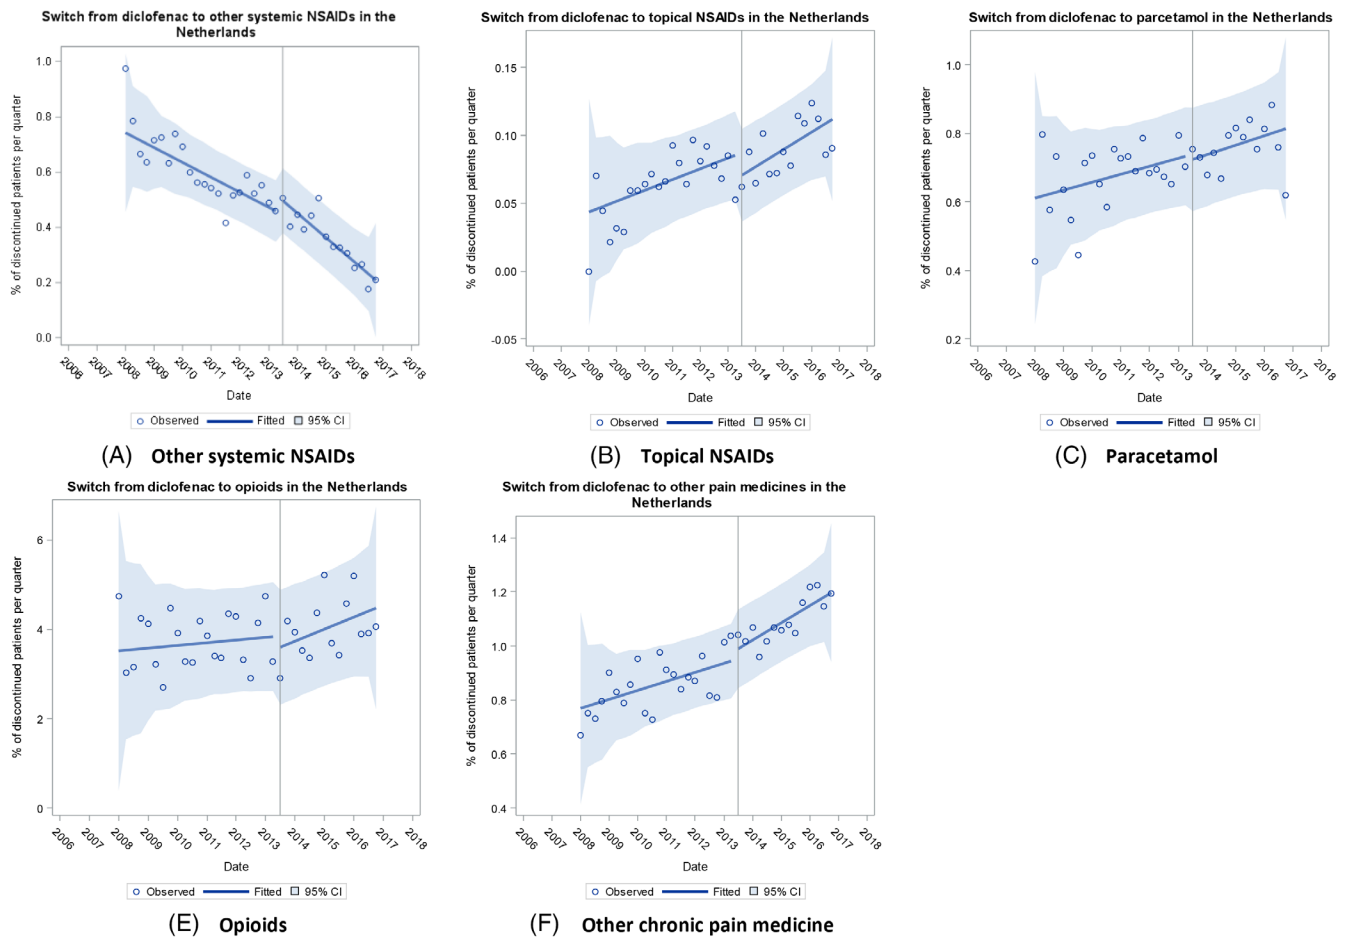 Switch from diclofenac to other systemic NSAIDs in the
Netherlands
% of discontinued patients per quarter
1.0
0.8
0.6
0.4
0.2
0.0
2006 2007 2008 2009 2010 2011 2012 2013 2014 2015 2016 2017 2018
Date
Observed Fitted 95% CI
(A) Other systemic NSAIDs
Switch from diclofenac to topical NSAIDs in the Netherlands
% of discontinued patients per quarter
0.15
0.10
0.05
0.00
-0.05
2006 2007 2008 2009 2010 2011 2012 2013 2014 2015 2016 2017 2018
Date
Observed Fitted 95% CI
(B) Topical NSAIDs
Switch from diclofenac to parcetamol in the Netherlands
% of discontinued patients per quarter
1.0
0.8
0.6
0.4
0.2
2006 2007 2008 2009 2010 2011 2012 2013 2014 2015 2016 2017 2018
Date
Observed Fitted 95% CI
(C) Paracetamol
Switch from diclofenac to opioids in the Netherlands
% of discontinued patients per quarter
6
4
2
0
2006 2007 2008 2009 2010 2011 2012 2013 2014 2015 2016 2017 2018
Date
Observed Fitted 95% CI
(E) Opioids
Switch from diclofenac to other pain medicines in the
Netherlands
% of discontinued patients per quarter
1.4
1.2
1.0
0.8
0.6
0.4
2006 2007 2008 2009 2010 2011 2012 2013 2014 2015 2016 2017 2018
Date
Observed Fitted 95% CI
(F) Other chronic pain medicine